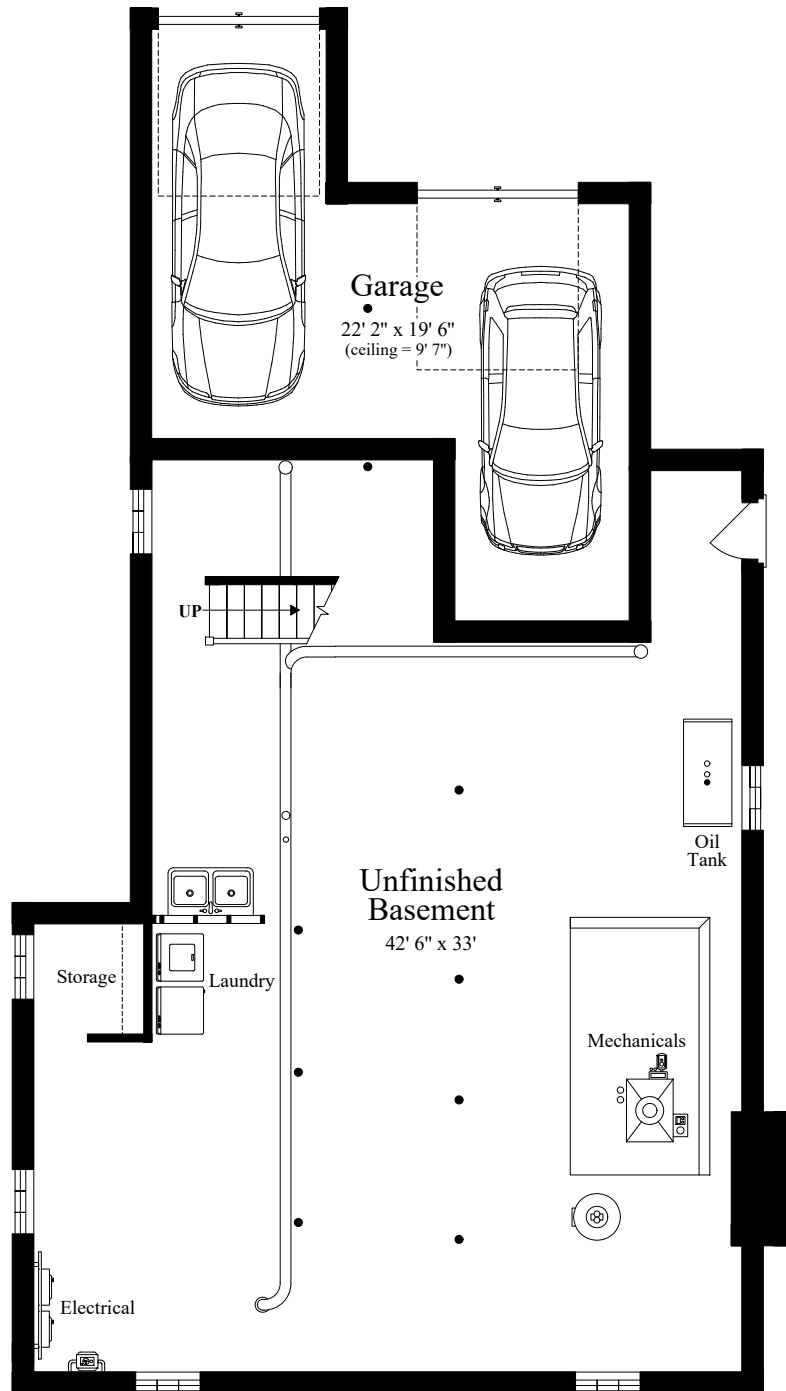 Garage
22' 2" x 19' 6"
(ceiling = 9' 7")
UP
Oil
Tank
Unfinished
Basement
42' 6" x 33'
Storage
Laundry
Mechanicals
Electrical